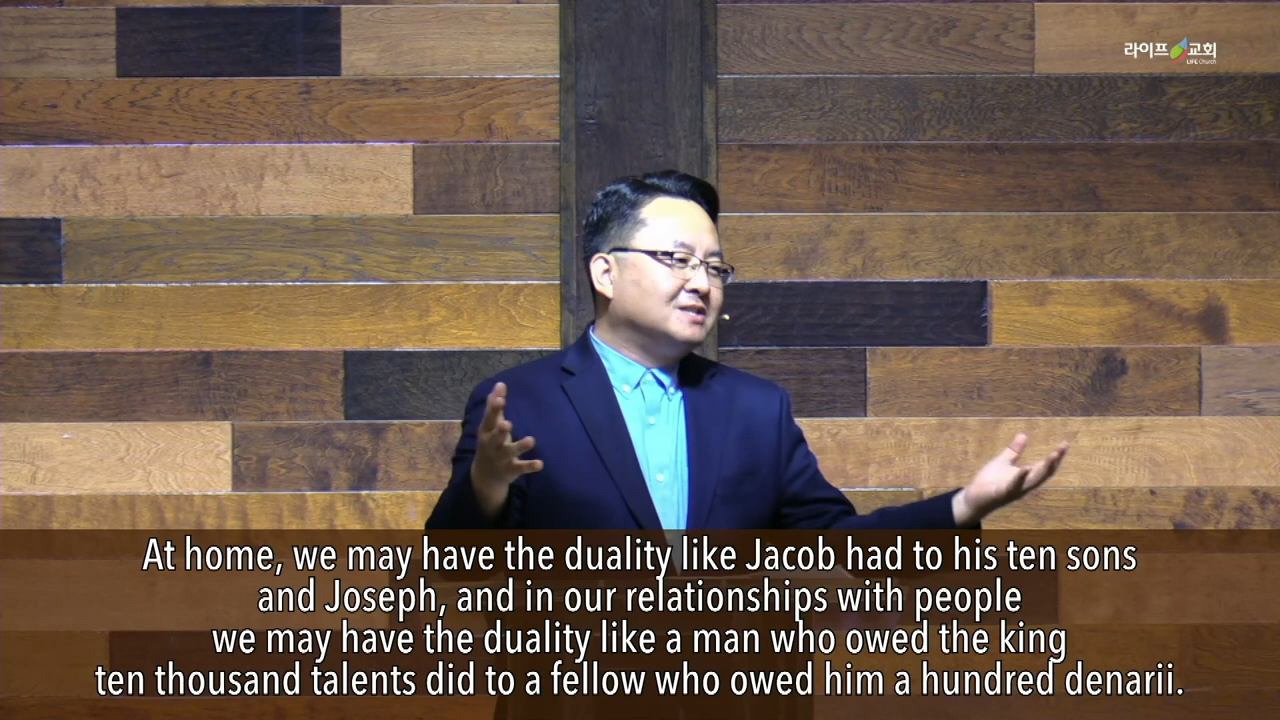 라이프 교회
LIFE Church
At home, we may have the duality like Jacob had to his ten sons
and Joseph, and in our relationships with people
we may have the duality like a man who owed the king
ten thousand talents did to a fellow who owed him a hundred denarii.